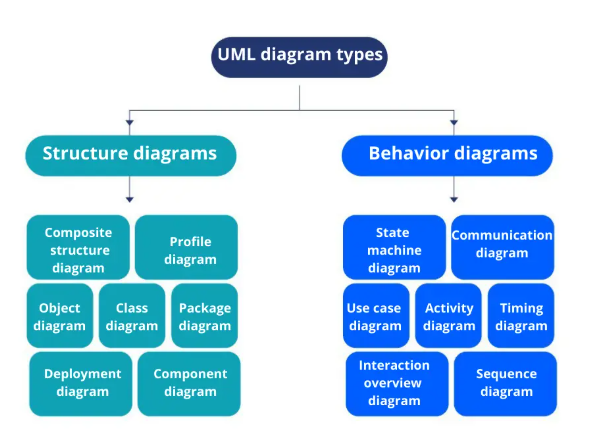 UML diagram types
Structure diagrams
Behavior diagrams
Composite
structure
diagram
Profile
diagram
Object
diagram
Class
diagram
Package
diagram
Deployment
diagram
Component
diagram
State
machine
diagram
Communication
diagram
Use case
diagram
Activity
diagram
Timing
diagram
Interaction
overview
diagram
Sequence
diagram